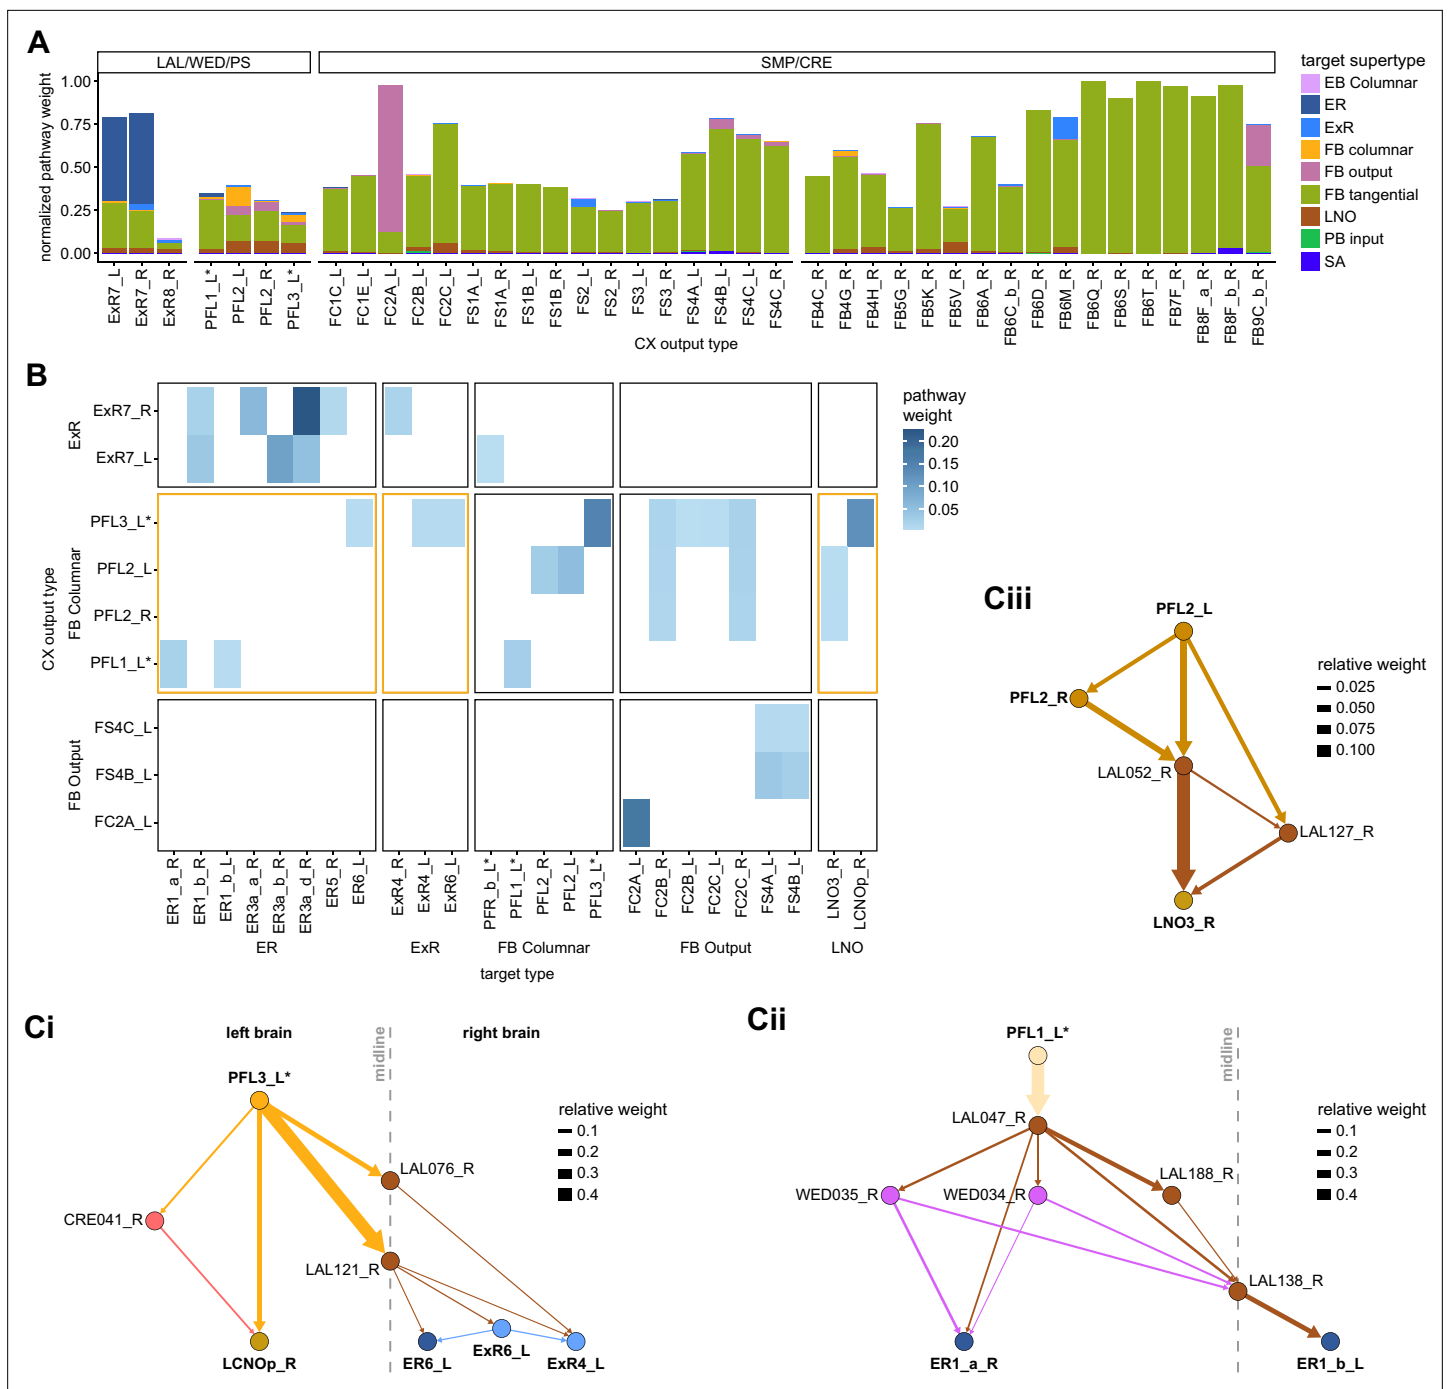 A
LAL/WED/PS
SMP/CRE
normalized pathway weight
1.00
0.75
0.50
0.25
0.00
ExR7_L
ExR7_R
ExR8_R
PFL1_L*
PFL2_L
PFL2_R
PFL3_L*
FC1C_L
FC1E_L
FC2A_L
FC2B_L
FC2C_L
FS1A_L
FS1A_R
FS1B_L
FS1B_R
FS2_L
FS2_R
FS3_L
FS3_R
FS4A_L
FS4B_L
FS4C_L
FS4C_R
FB4C_R
FB4G_R
FB4H_R
FB5G_R
FB5K_R
FB5V_R
FB6A_R
FB6C_b_R
FB6D_R
FB6M_R
FB6Q_R
FB6S_R
FB6T_R
FB7F_R
FB8F_a_R
FB8F_b_R
FB9C_b_R
CX output type
target supertype
EB Columnar
ER
ExR
FB columnar
FB output
FB tangential
LNO
PB input
SA
B
CX output type
ExR
FB Columnar
FB Output
ExR7_R
ExR7_L
PFL3_L*
PFL2_L
PFL2_R
PFL1_L*
FS4C_L
FS4B_L
FC2A_L
ER1_a_R
ER1_b_R
ER1_b_L
ER3a_a_R
ER3a_b_R
ER3a_d_R
ER5_R
ER6_L
ExR4_R
ExR4_L
ExR6_L
PFR_b_L*
PFL1_L*
PFL2_R
PFL2_L
PFL3_L*
FC2A_L
FC2B_R
FC2B_L
FC2C_L
FC2C_R
FS4A_L
FS4B_L
LNO3_R
LCNOp_R
ER
ExR
FB Columnar
FB Output
LNO
target type
pathway
weight
0.20
0.15
0.10
0.05
Ciii
PFL2_L
PFL2_R
LAL052_R
LAL127_R
LNO3_R
relative weight
0.025
0.050
0.075
0.100
Ci
left brain
right brain
midline
PFL3_L*
LAL076_R
CRE041_R
LAL121_R
LCNOp_R
ER6_L
ExR6_L
ExR4_L
relative weight
0.1
0.2
0.3
0.4
Cii
PFL1_L*
midline
LAL047_R
WED035_R
WED034_R
LAL188_R
LAL138_R
ER1_a_R
ER1_b_L
relative weight
0.1
0.2
0.3
0.4